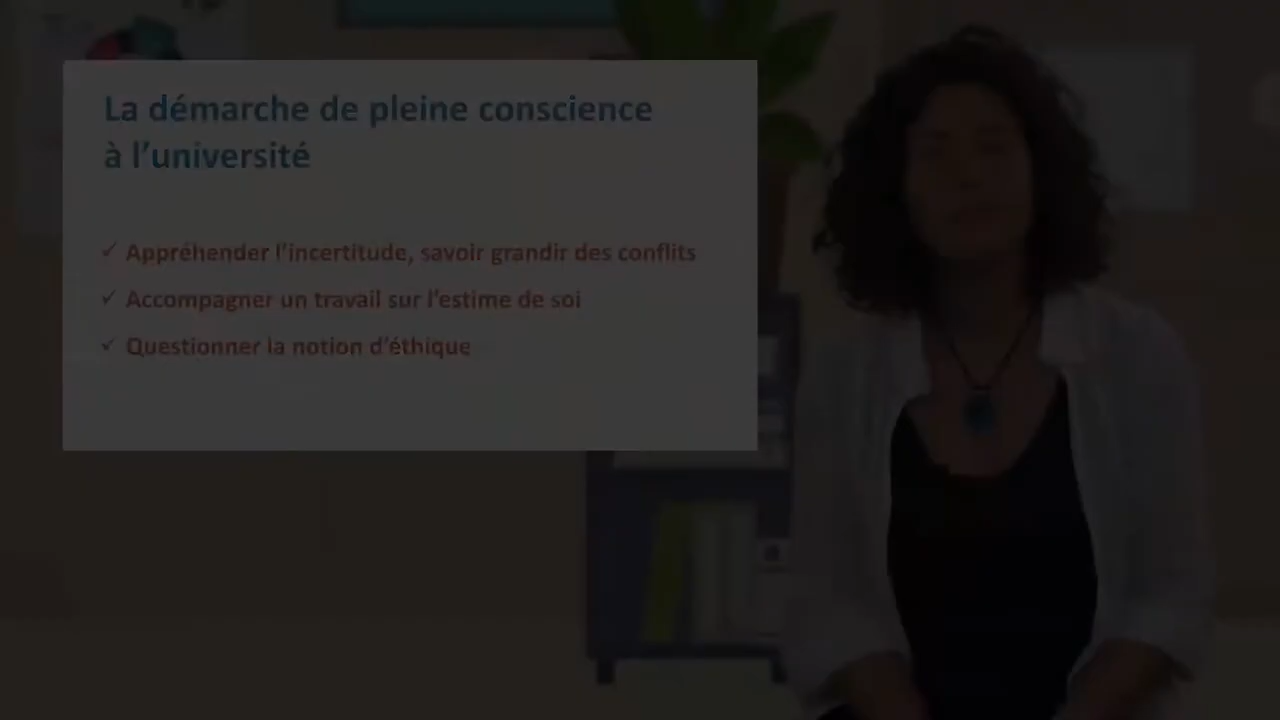 La démarche de pleine conscience
à l’université
✓ Appréhender l’incertitude, savoir grandir des conflits
✓ Accompagner un travail sur l’estime de soi
✓ Questionner la notion d’éthique